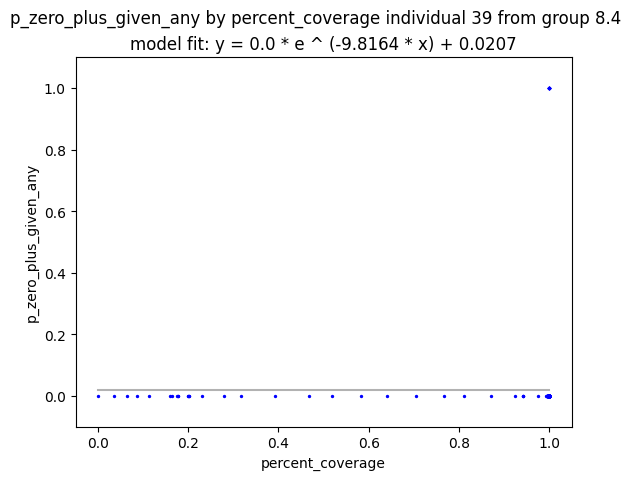 p_zero_plus_given_any by percent_coverage individual 39 from group 8.4
model fit: y = 0.0 * e ^ (-9.8164 * x) + 0.0207
1.0
0.8
0.6
0.4
0.2
0.0
p_zero_plus_given_any
0.0 0.2 0.4 0.6 0.8 1.0
percent_coverage